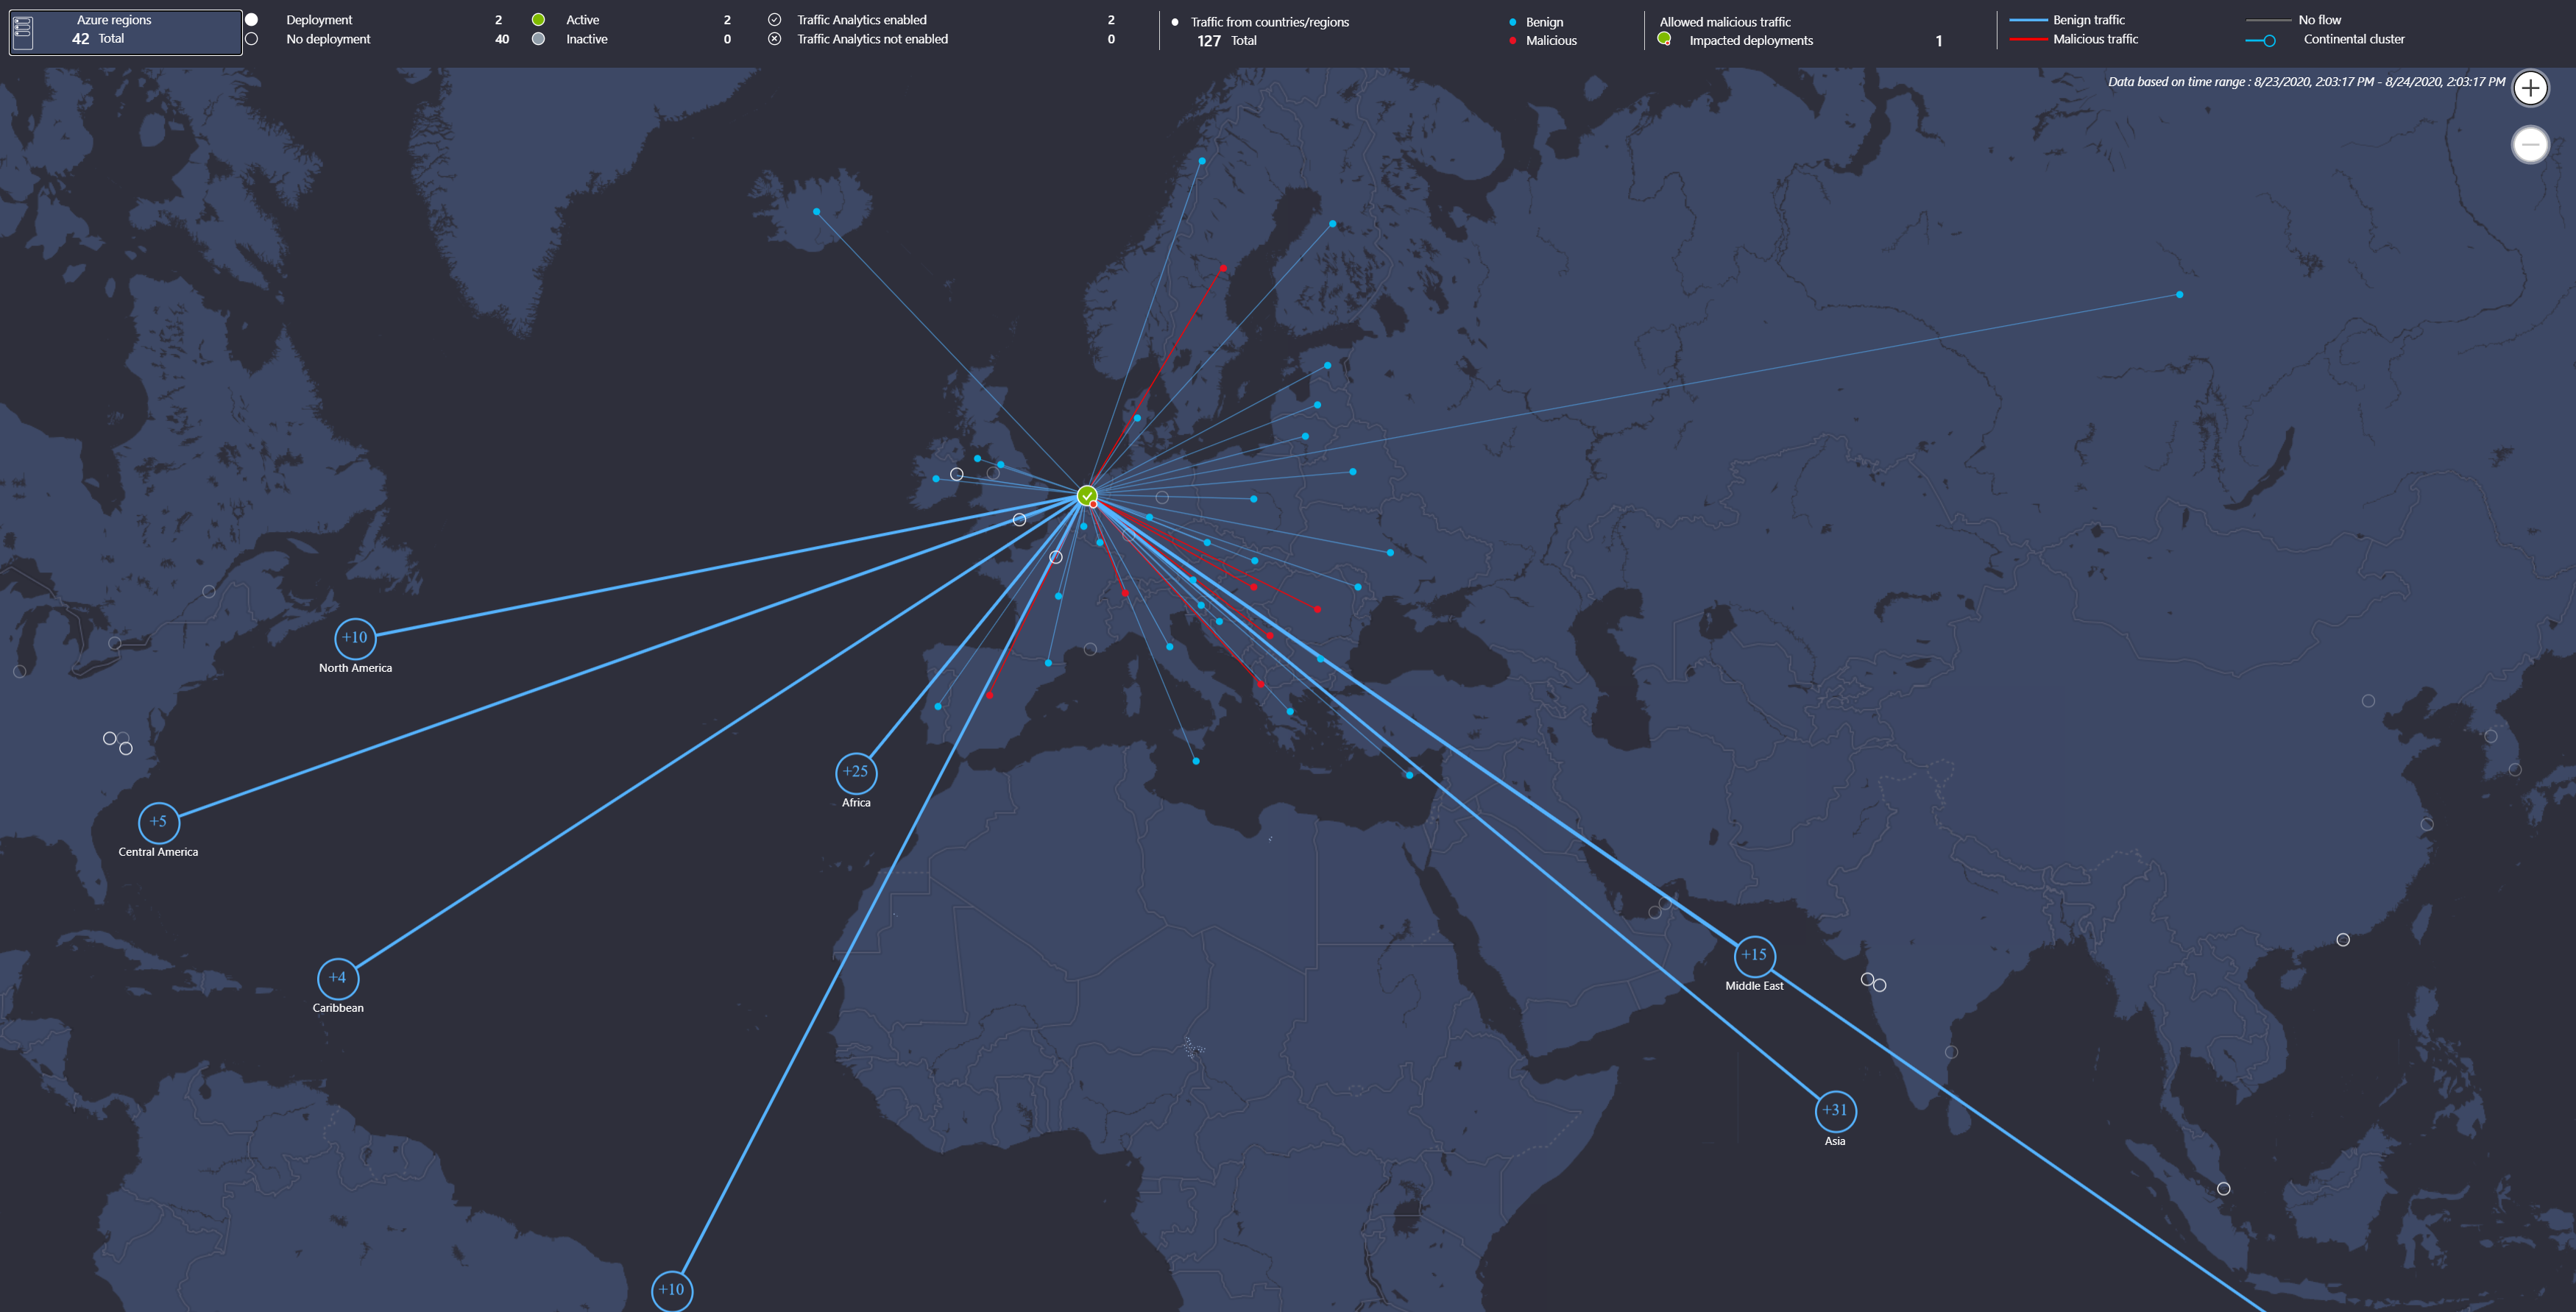 Azure regions
42 Total
Deployment 2
No deployment 40
Active 2
Inactive 0
Traffic Analytics enabled 2
Traffic Analytics not enabled 0
Traffic from countries/regions
127 Total
Benign
Malicious
Allowed malicious traffic
Impacted deployments 1
Benign traffic
Malicious traffic
No flow
Continental cluster
Data based on time range : 8/23/2020, 2:03:17 PM - 8/24/2020, 2:03:17 PM
+10
North America
+25
Africa
+5
Central America
+15
Middle East
+4
Caribbean
+31
Asia
+10